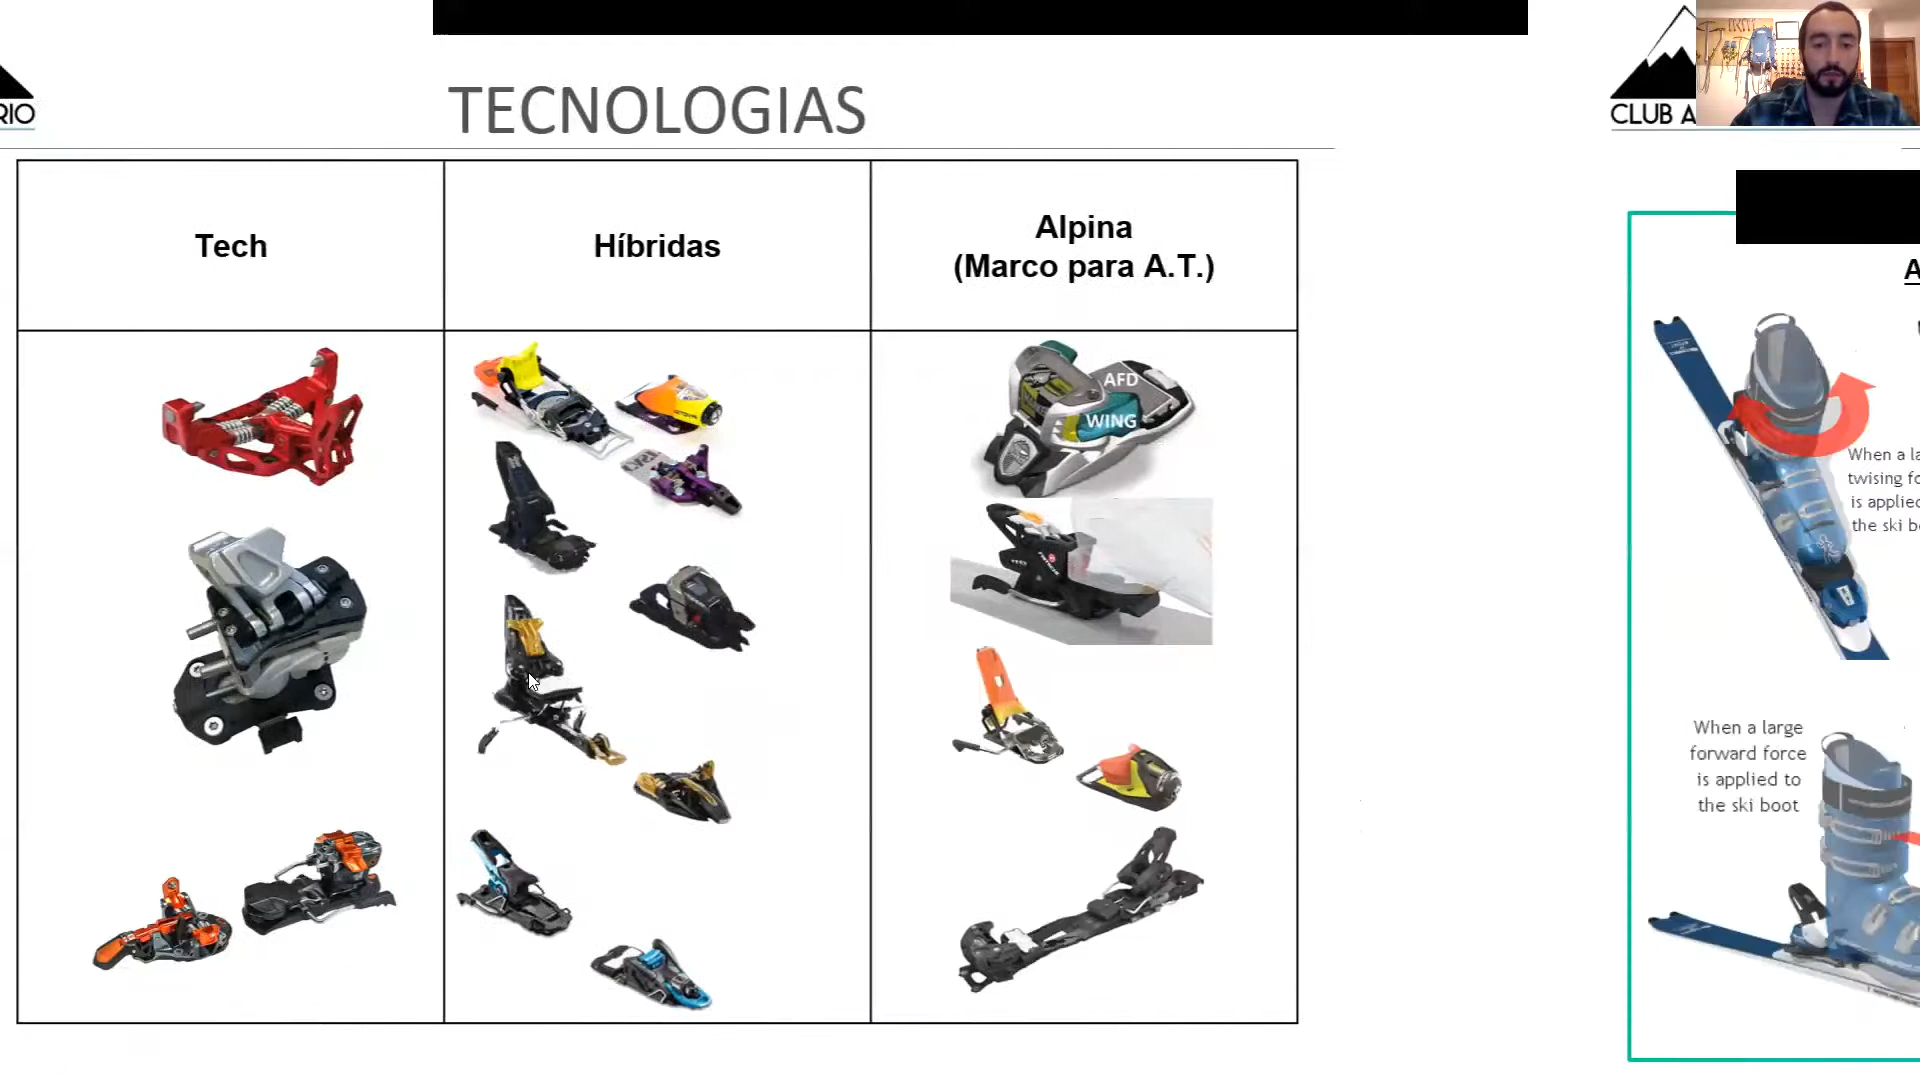 RIO
TECNOLOGIAS
CLUB A
Tech
Híbridas
Alpina
(Marco para A.T.)
AFD
WING
A
When a la
twising fo
is applied
the ski b
When a large
forward force
is applied to
the ski boot